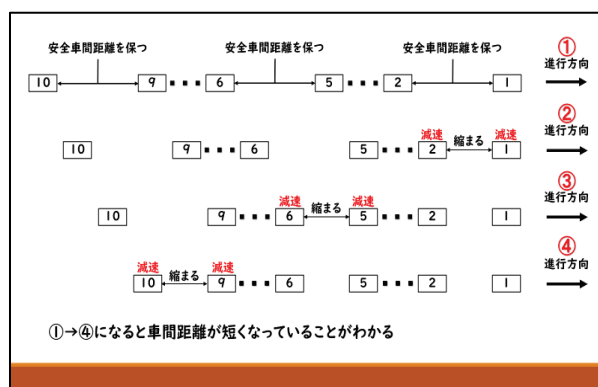 安全車間距離を保つ 安全車間距離を保つ 安全車間距離を保つ ①
進行方向
10 9 ･･･ 6 5 ･･･ 2 1
②
減速 減速 進行方向
縮まる
10 9 ･･･ 6 5 ･･･ 2 1
③
減速 減速 進行方向
縮まる
10 9 ･･･ 6 5 ･･･ 2 1
④
減速 減速 進行方向
縮まる
10 9 ･･･ 6 5 ･･･ 2 1
①→④になると車間距離が短くなっていることがわかる